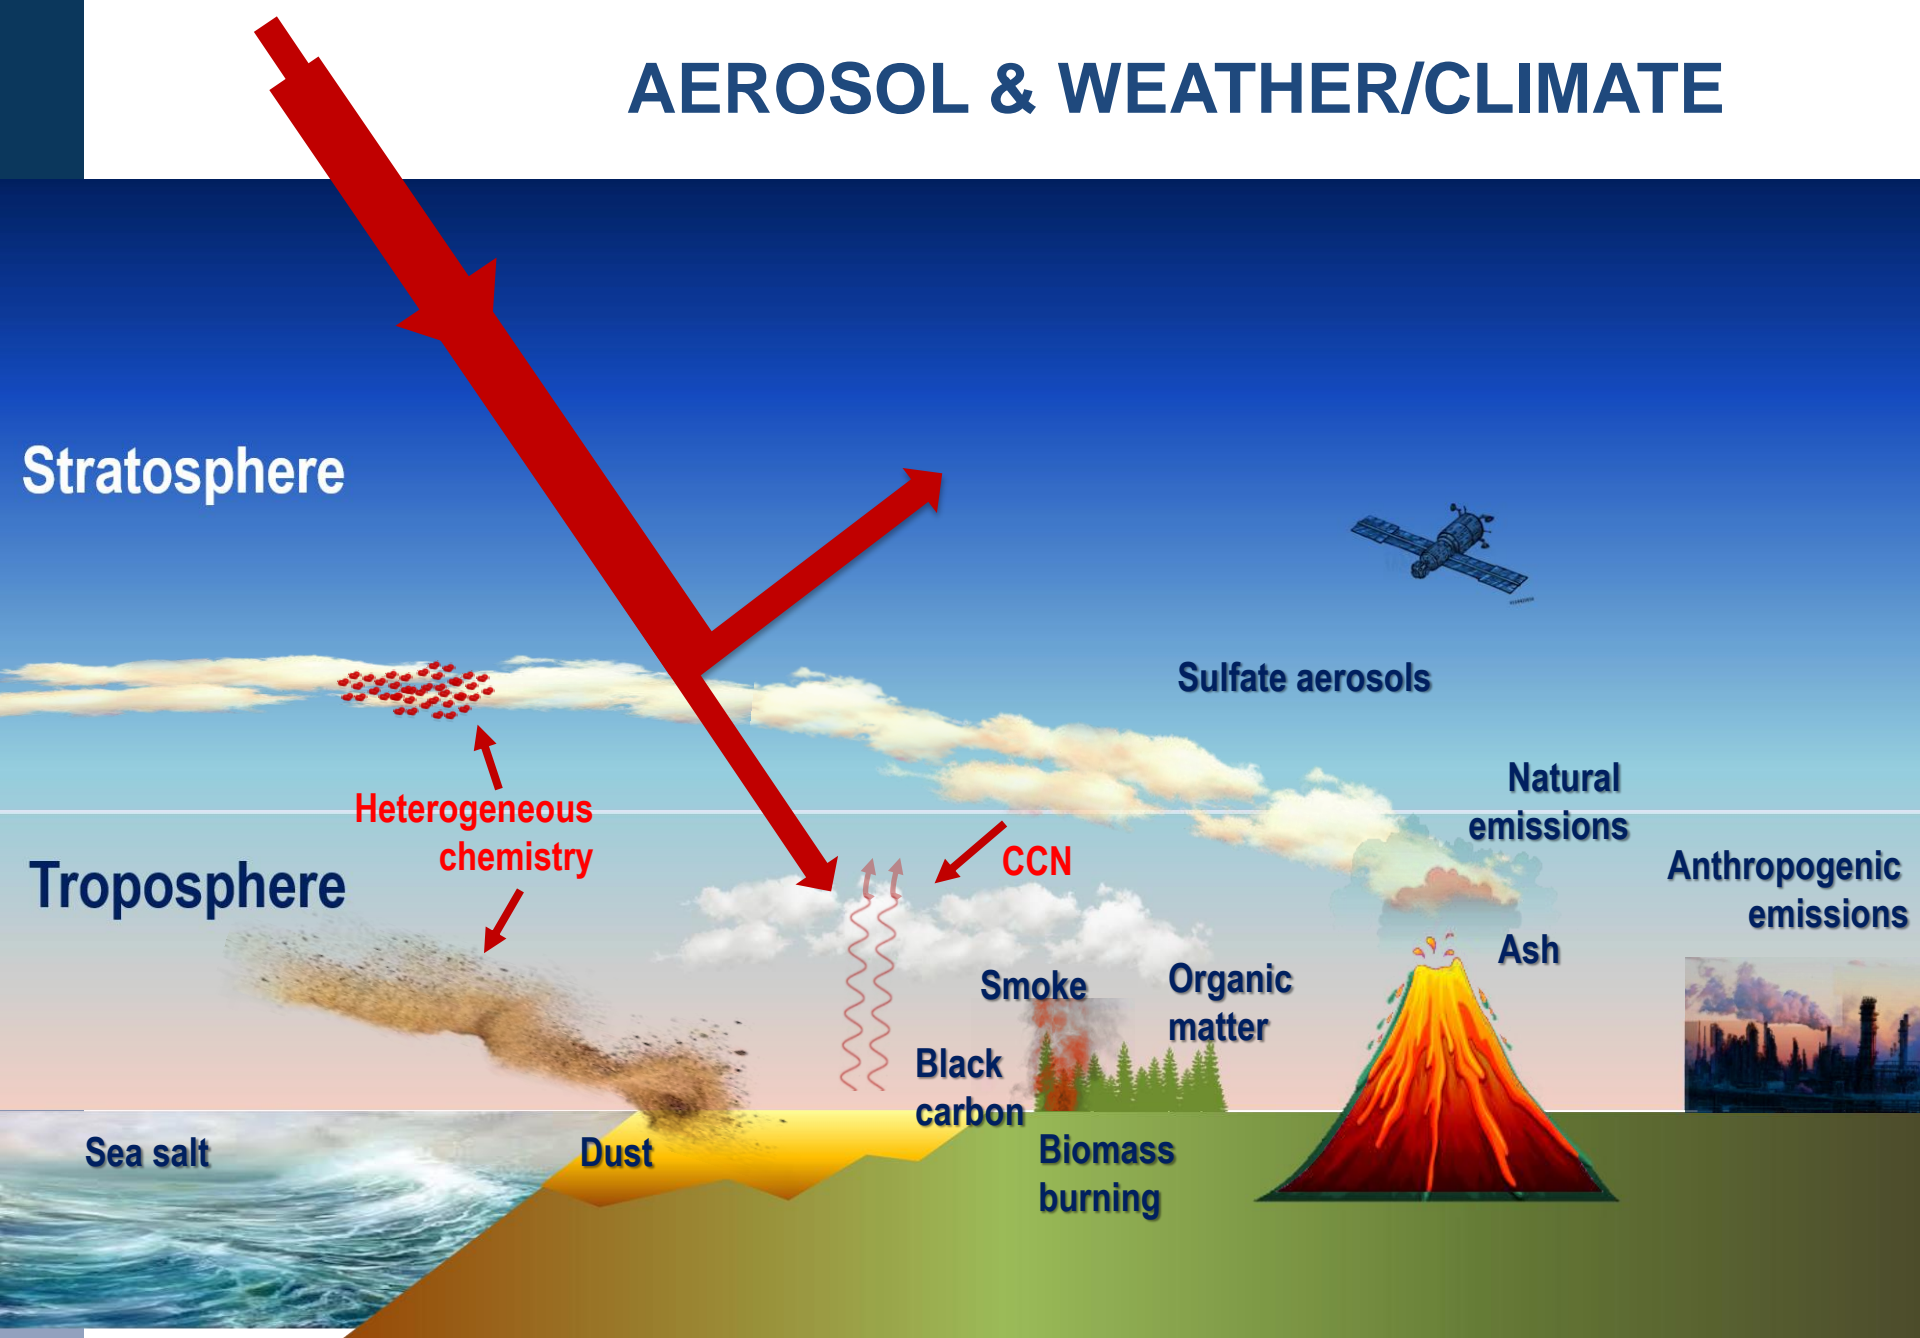 AEROSOL & WEATHER/CLIMATE
Stratosphere
Sulfate aerosols
Natural
emissions
Heterogeneous
chemistry
CCN
Troposphere
Anthropogenic
emissions
Ash
Smoke
Organic
matter
Black
carbon
Sea salt
Dust
Biomass
burning